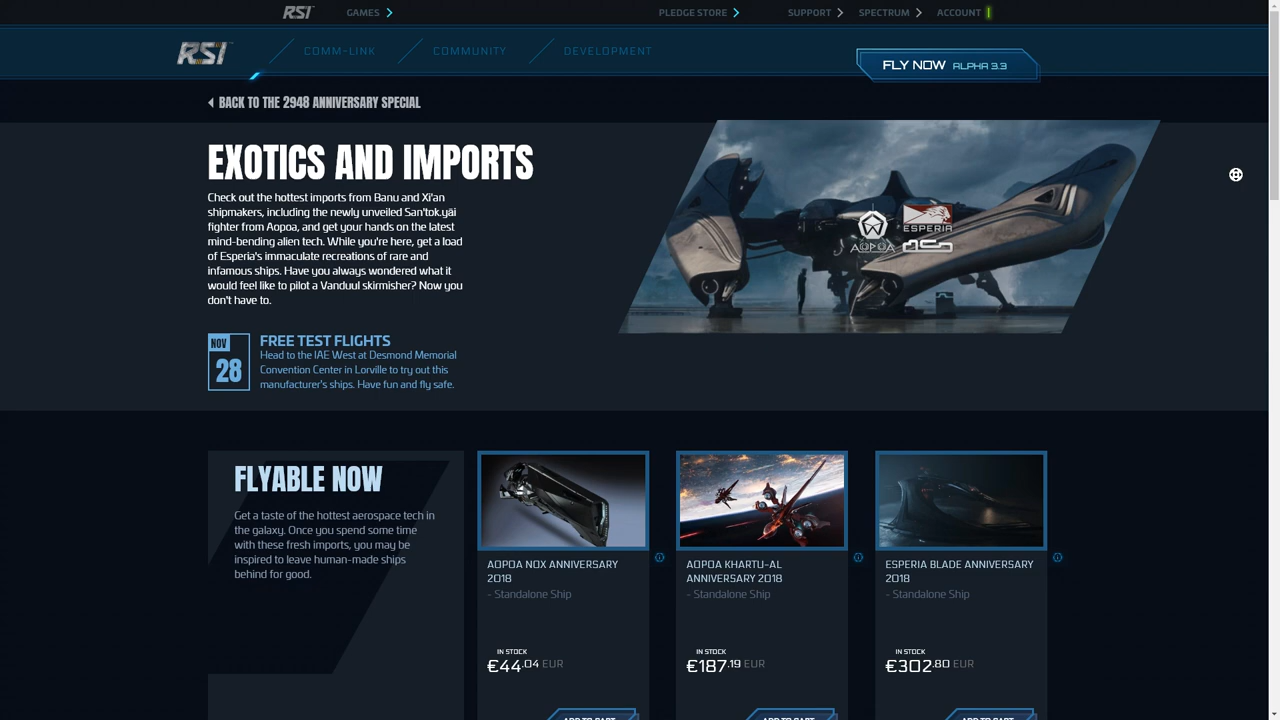 RSI
GAMES
PLEDGE STORE
SUPPORT
SPECTRUM
ACCOUNT
RSI
COMM-LINK
COMMUNITY
DEVELOPMENT
FLY NOW ALPHA 3.3
BACK TO THE 2948 ANNIVERSARY SPECIAL
EXOTICS AND IMPORTS
Check out the hottest imports from Banu and Xi'an
shipmakers, including the newly unveiled San'tok.yāi
fighter from Aopoa, and get your hands on the latest
mind-bending alien tech. While you're here, get a load
of Esperia's immaculate recreations of rare and
infamous ships. Have you always wondered what it
would feel like to pilot a Vanduul skirmisher? Now you
don't have to.
AOPOA
ESPERIA
NOV
28
FREE TEST FLIGHTS
Head to the IAE West at Desmond Memorial
Convention Center in Lorville to try out this
manufacturer's ships. Have fun and fly safe.
FLYABLE NOW
Get a taste of the hottest aerospace tech in
the galaxy. Once you spend some time
with these fresh imports, you may be
inspired to leave human-made ships
behind for good.
AOPOA NOX ANNIVERSARY
2018
- Standalone Ship
IN STOCK
€44.04 EUR
ADD TO CART
AOPOA KHARTU-AL
ANNIVERSARY 2018
- Standalone Ship
IN STOCK
€187.19 EUR
ADD TO CART
ESPERIA BLADE ANNIVERSARY
2018
- Standalone Ship
IN STOCK
€302.80 EUR
ADD TO CART